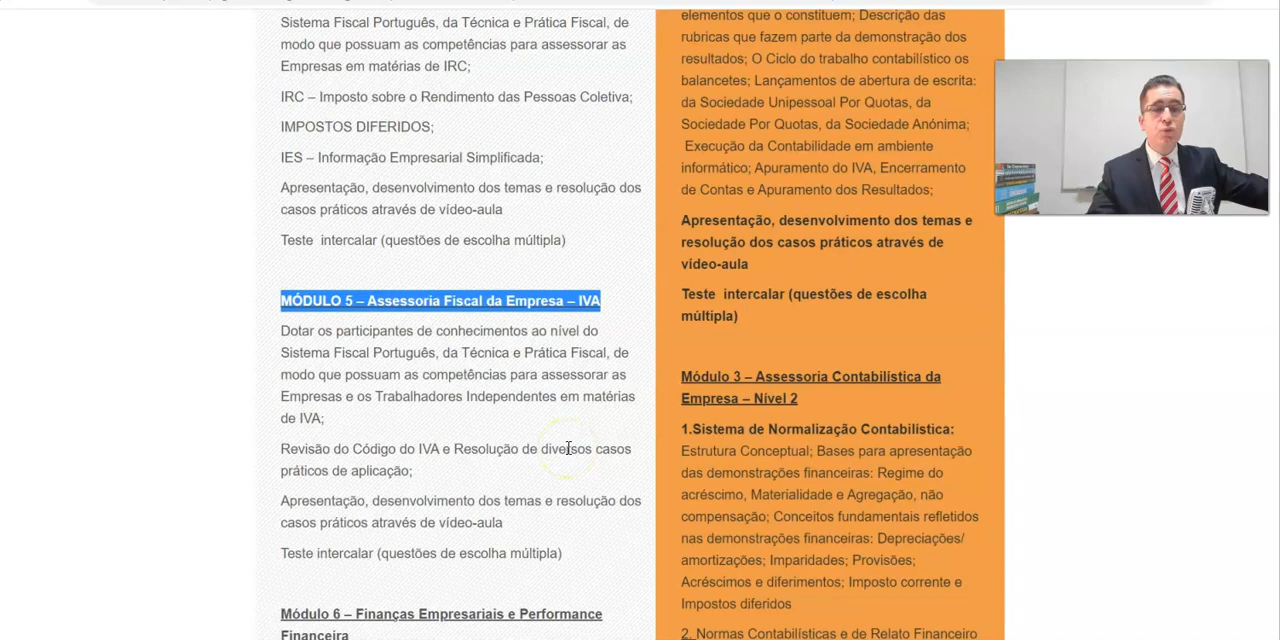 Sistema Fiscal Português, da Técnica e Prática Fiscal, de
modo que possuam as competências para assessorar as
Empresas em matérias de IRC;
IRC – Imposto sobre o Rendimento das Pessoas Coletiva;
IMPOSTOS DIFERIDOS;
IES – Informação Empresarial Simplificada;
Apresentação, desenvolvimento dos temas e resolução dos
casos práticos através de vídeo-aula
Teste intercalar (questões de escolha múltipla)
MÓDULO 5 – Assessoria Fiscal da Empresa – IVA
Dotar os participantes de conhecimentos ao nível do
Sistema Fiscal Português, da Técnica e Prática Fiscal, de
modo que possuam as competências para assessorar as
Empresas e os Trabalhadores Independentes em matérias
de IVA;
Revisão do Código do IVA e Resolução de diversos casos
práticos de aplicação;
Apresentação, desenvolvimento dos temas e resolução dos
casos práticos através de vídeo-aula
Teste intercalar (questões de escolha múltipla)
Módulo 6 – Finanças Empresariais e Performance
Financeira
elementos que o constituem; Descrição das
rubricas que fazem parte da demonstração dos
resultados; O Ciclo do trabalho contabilístico os
balancetes; Lançamentos de abertura de escrita:
da Sociedade Unipessoal Por Quotas, da
Sociedade Por Quotas, da Sociedade Anónima;
Execução da Contabilidade em ambiente
informático; Apuramento do IVA, Encerramento
de Contas e Apuramento dos Resultados;
Apresentação, desenvolvimento dos temas e
resolução dos casos práticos através de
vídeo-aula
Teste intercalar (questões de escolha
múltipla)
Módulo 3 – Assessoria Contabilística da
Empresa – Nível 2
1.Sistema de Normalização Contabilística:
Estrutura Conceptual; Bases para apresentação
das demonstrações financeiras: Regime do
acréscimo, Materialidade e Agregação, não
compensação; Conceitos fundamentais refletidos
nas demonstrações financeiras: Depreciações/
amortizações; Imparidades; Provisões;
Acréscimos e diferimentos; Imposto corrente e
Impostos diferidos
2. Normas Contabilísticas e de Relato Financeiro